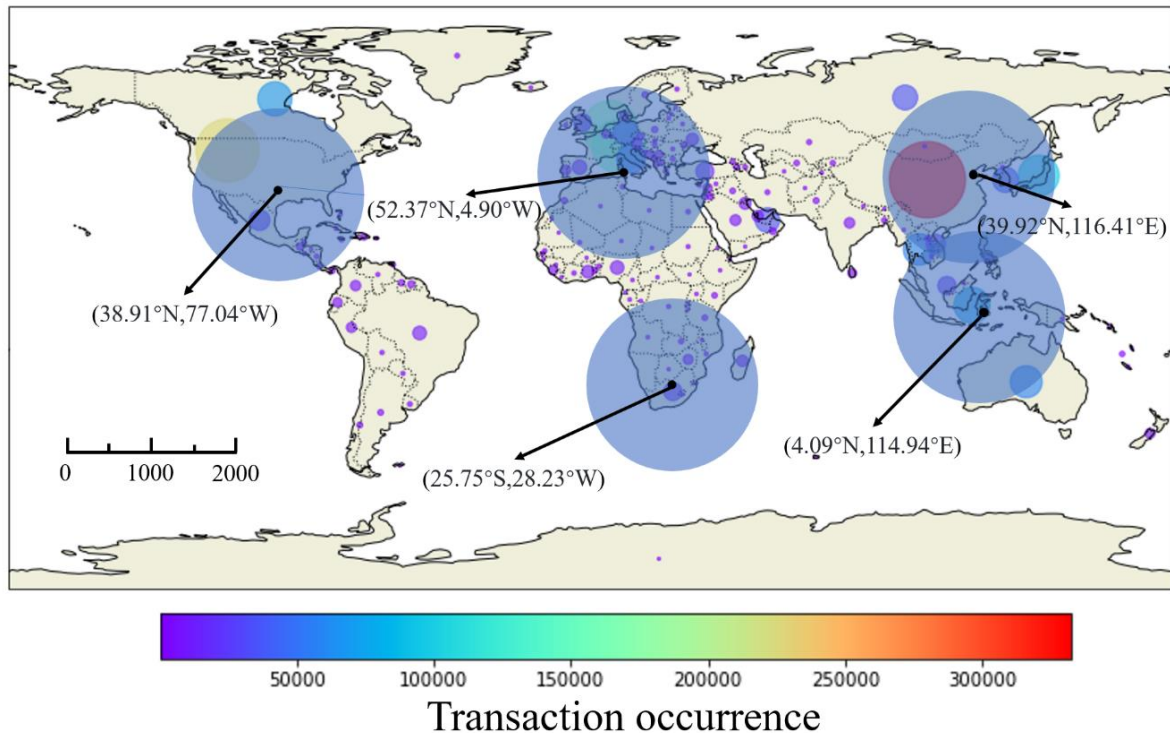 (52.37°N,4.90°W)
(39.92°N,116.41°E)
(38.91°N,77.04°W)
(4.09°N,114.94°E)
(25.75°S,28.23°W)
0 1000 2000
50000 100000 150000 200000 250000 300000
Transaction occurrence